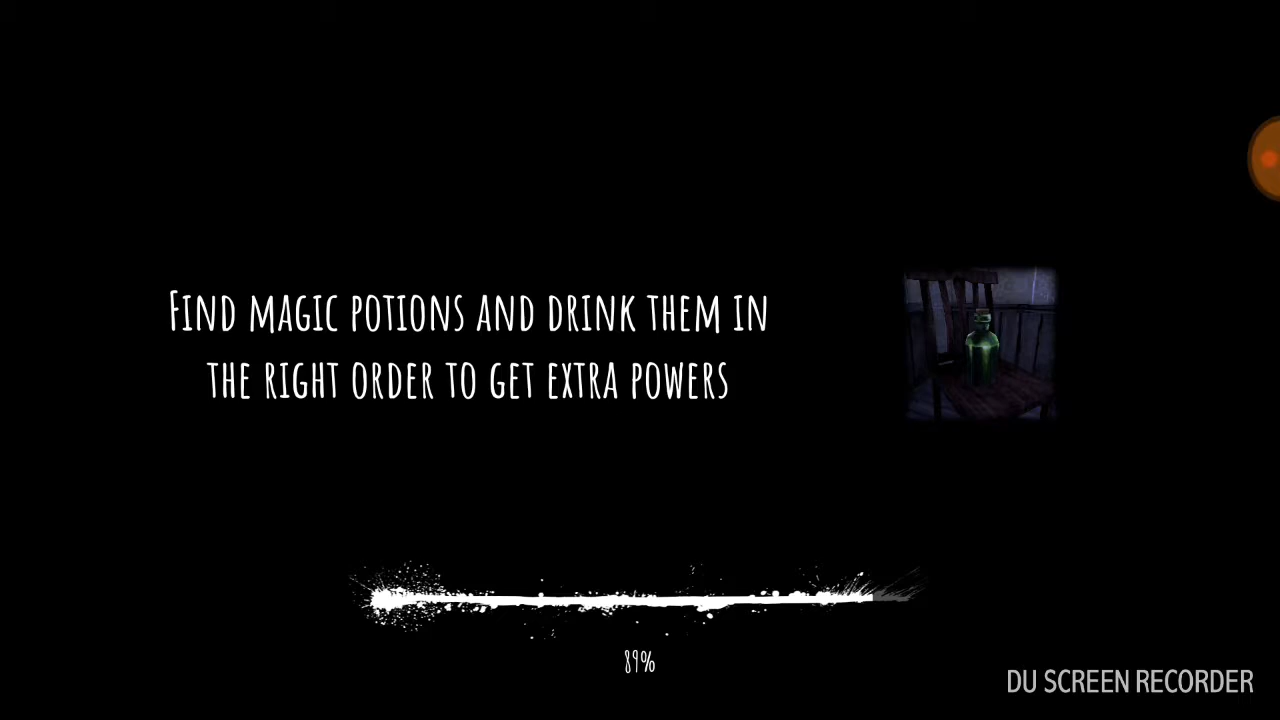 Find magic potions and drink them in
the right order to get extra powers
89%
DU SCREEN RECORDER